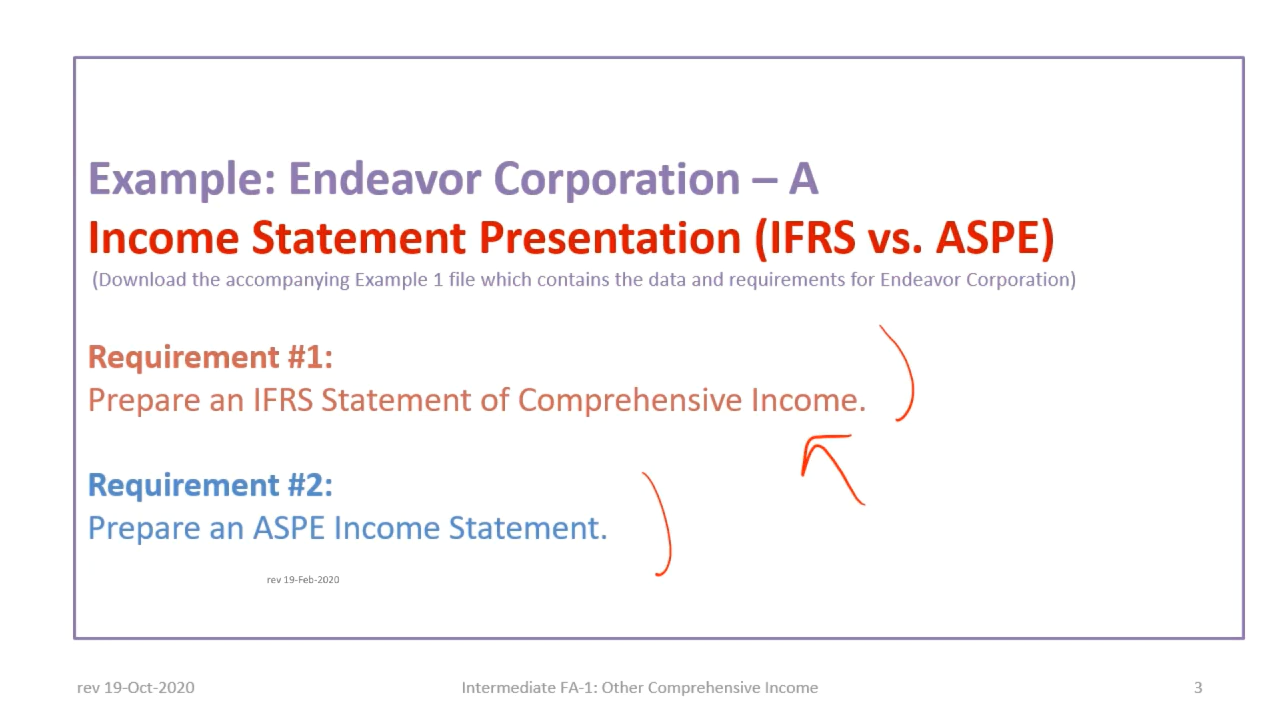 Example: Endeavor Corporation – A
Income Statement Presentation (IFRS vs. ASPE)
(Download the accompanying Example 1 file which contains the data and requirements for Endeavor Corporation)
Requirement #1:
Prepare an IFRS Statement of Comprehensive Income.
Requirement #2:
Prepare an ASPE Income Statement.
rev 19-Feb-2020
rev 19-Oct-2020
Intermediate FA-1: Other Comprehensive Income
3